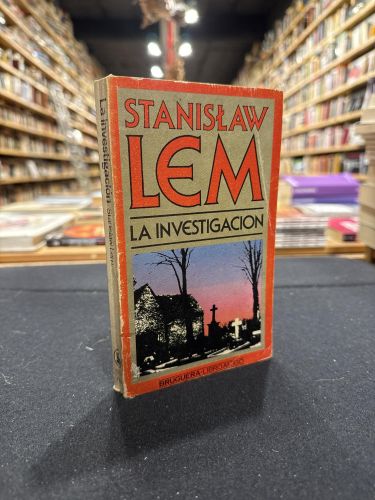 STANISŁAW
LEM
LA INVESTIGACION
BRUGUERA-LIBRO AMIGO
La investigación